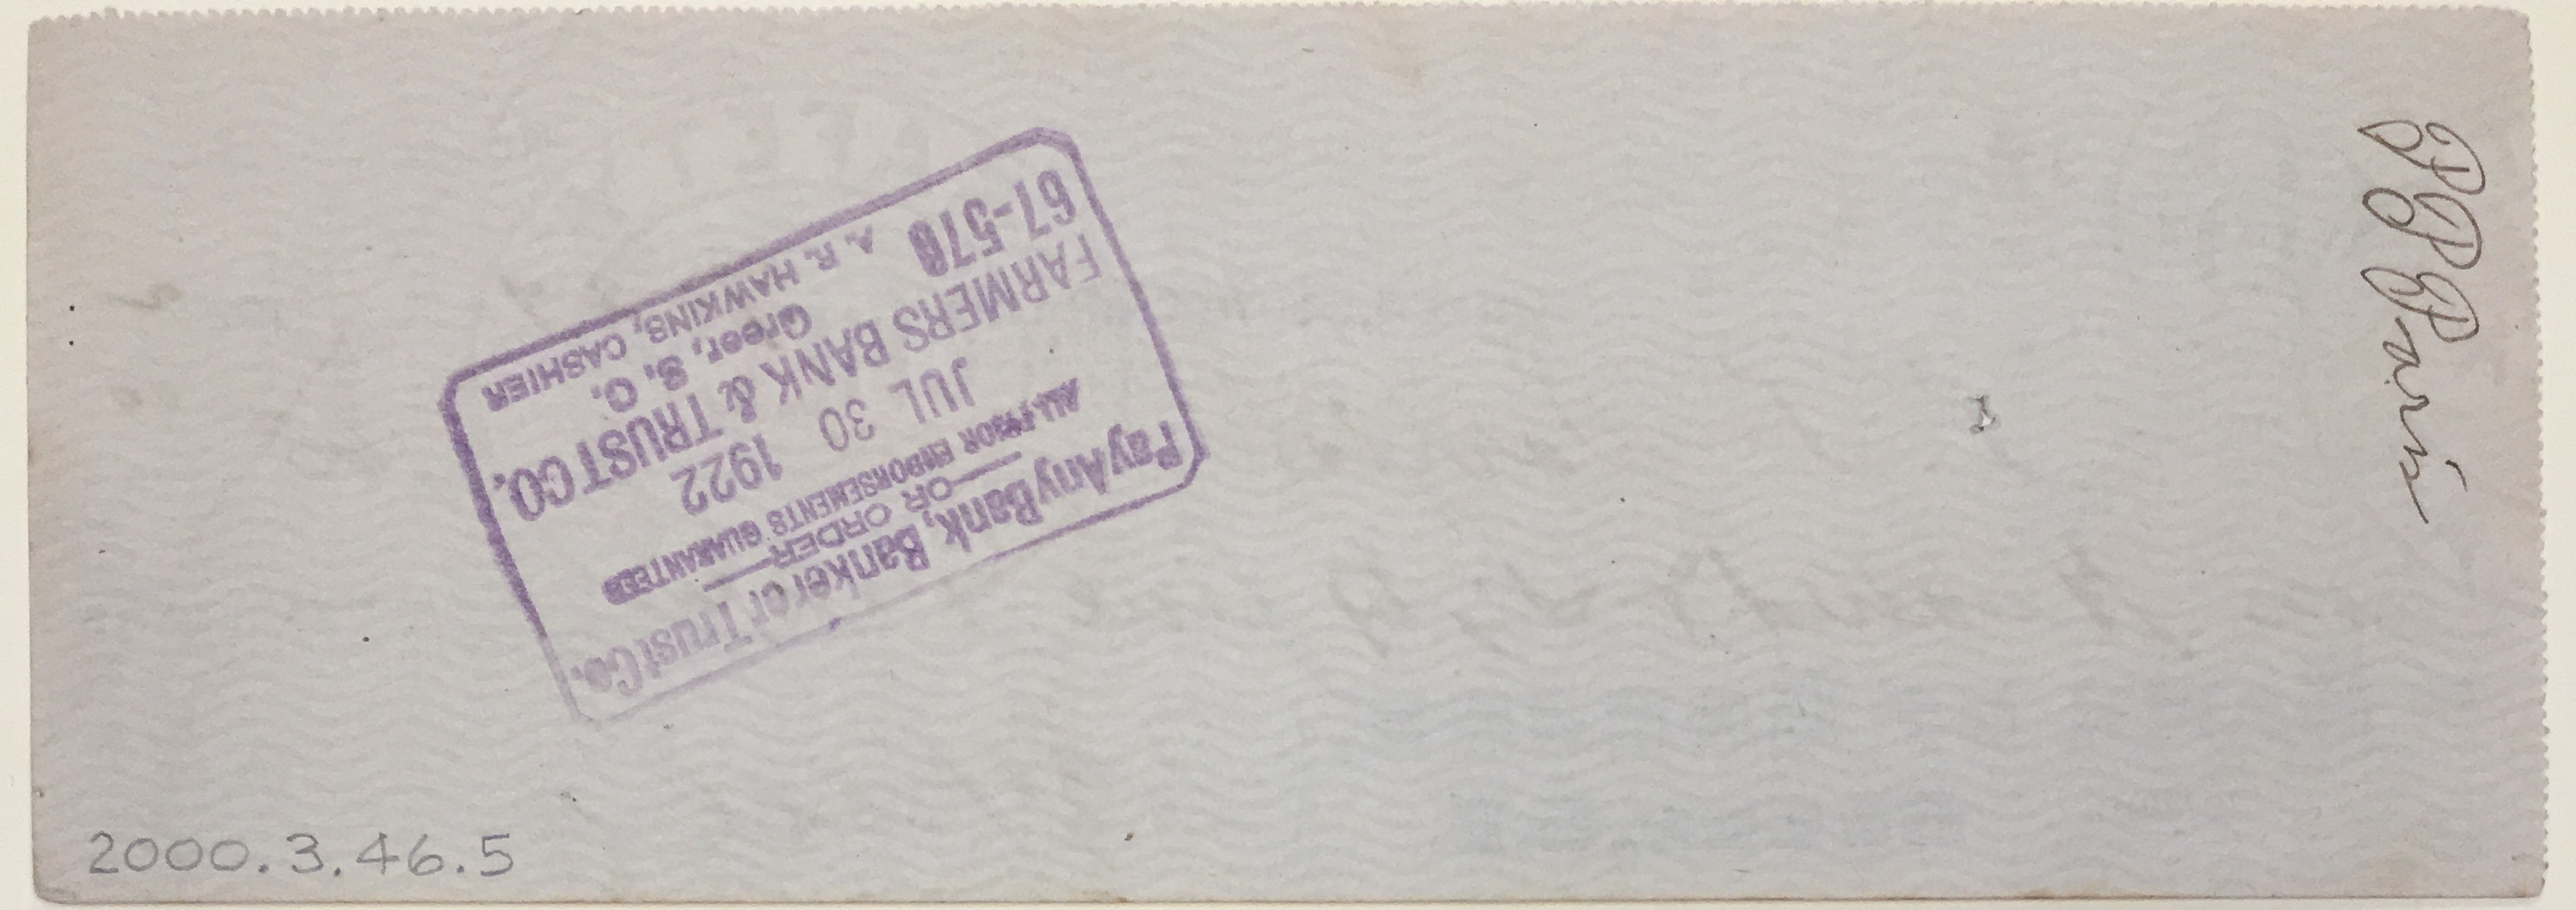 Pay Any Bank, Banker or Trust Co.
OR ORDER
ALL PRIOR ENDORSEMENTS GUARANTEED
JUL 30 1922
FARMERS BANK & TRUST CO.
67-576 Greer, S. C.
A. R. HAWKINS, CASHIER
2000.3.46.5